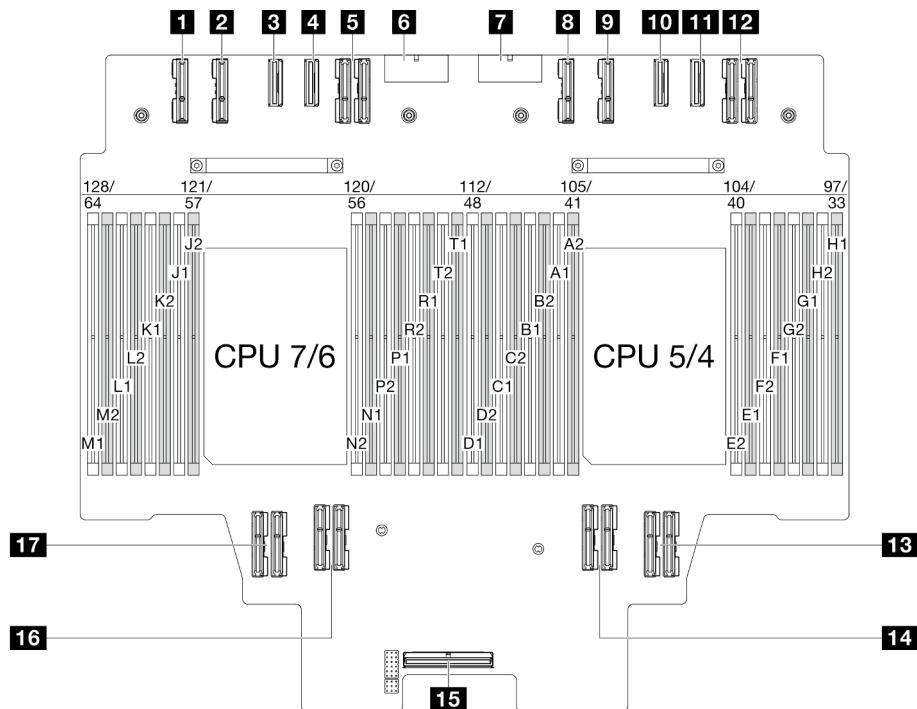 1 2 3 4 5 6 7 8 9 10 11 12
128/ 121/ 120/ 112/ 105/ 104/ 97/
64 57 56 48 41 40 33
J2 T1 A2 H1
J1 T2 A1 H2
K2 R1 B2 G1
K1 R2 B1 G2
CPU 7/6
CPU 5/4
L2 P1 C2 F1
L1 P2 C1 F2
M2 N1 D2 E1
M1 N2 D1 E2
17 13
16 14
15